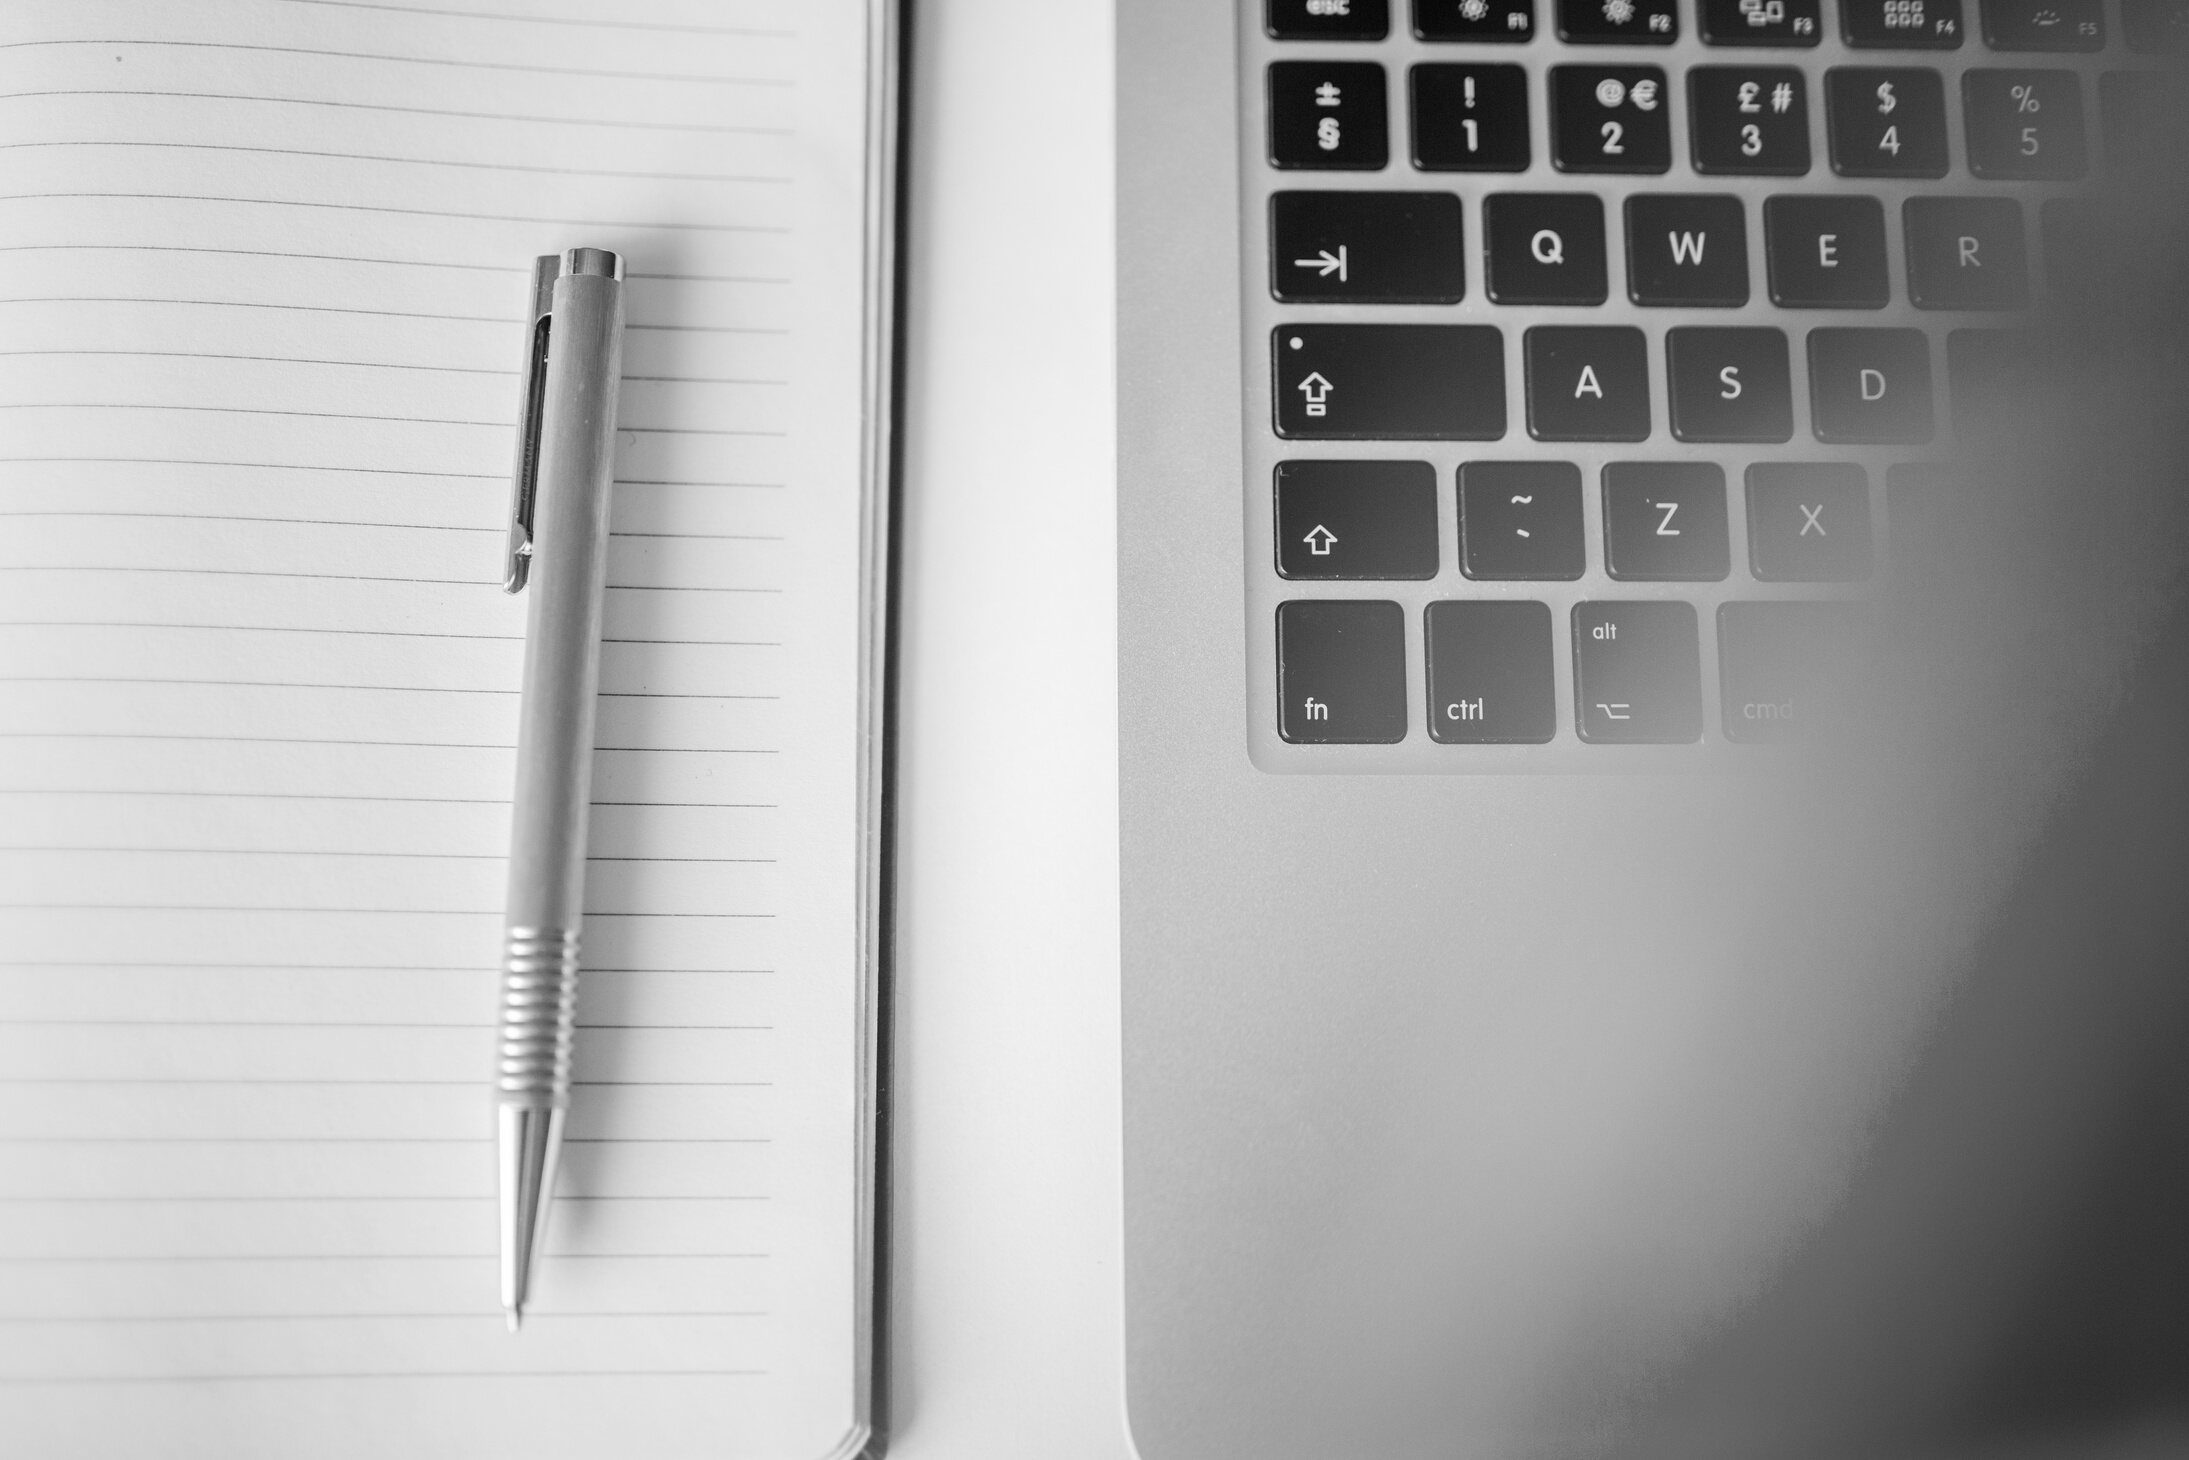 esc F1 F2 F3 F4 F5
± ! @ € £ # $ %
§ 1 2 3 4 5
Q W E R
A S D
~
` Z X
alt
fn ctrl cmd